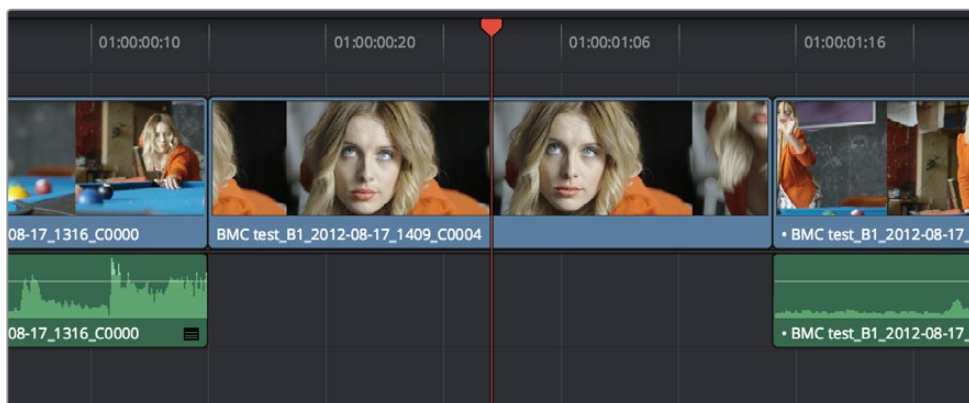 01:00:00:10
01:00:00:20
01:00:01:06
01:00:01:16
08-17_1316_C0000
BMC test_B1_2012-08-17_1409_C0004
• BMC test_B1_2012-08-17_
08-17_1316_C0000
• BMC test_B1_2012-08-17_